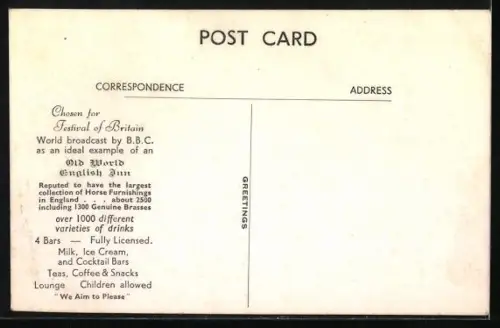 POST CARD
CORRESPONDENCE
ADDRESS
Chosen for
Festival of Britain
World broadcast by B.B.C.
as an ideal example of an
Old World
English Inn
Reputed to have the largest
collection of Horse Furnishings
in England . . . about 2500
including 1300 Genuine Brasses
over 1000 different
varieties of drinks
4 Bars — Fully Licensed.
Milk, Ice Cream,
and Cocktail Bars
Teas, Coffee & Snacks
Lounge Children allowed
"We Aim to Please"
GREETINGS